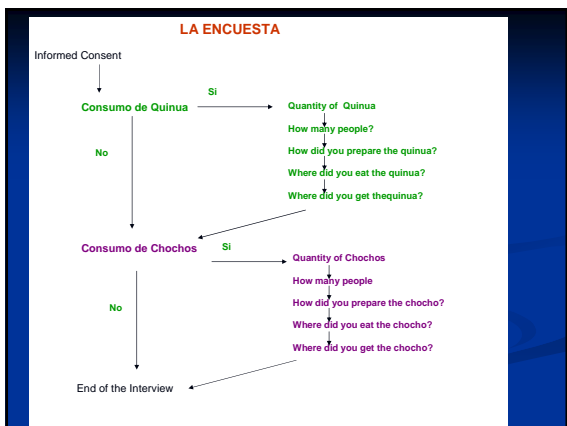 LA ENCUESTA
Informed Consent
Si
Consumo de Quinua
Quantity of Quinua
How many people?
No
How did you prepare the quinua?
Where did you eat the quinua?
Where did you get thequinua?
Consumo de Chochos
Si
Quantity of Chochos
How many people
No
How did you prepare the chocho?
Where did you eat the chocho?
Where did you get the chocho?
End of the Interview